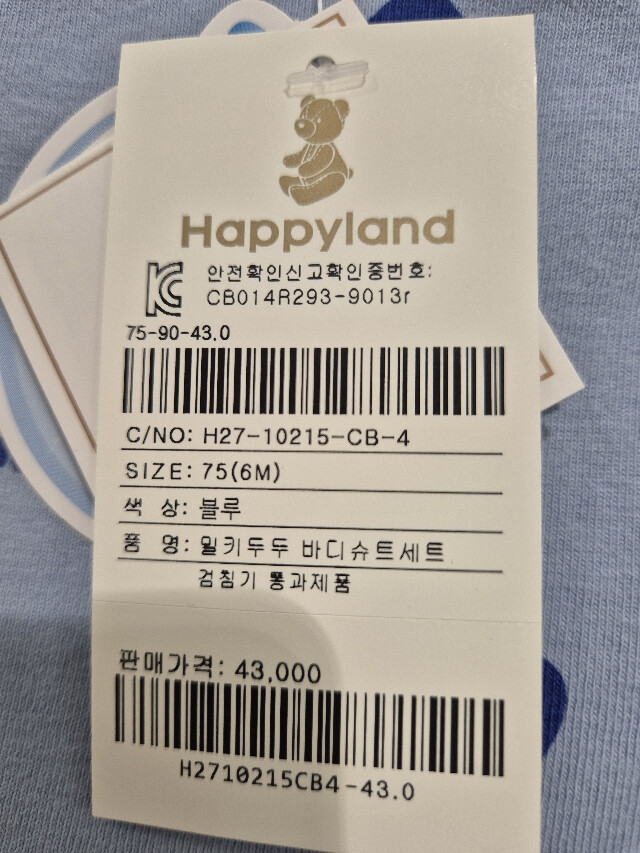 Happyland
안전확인신고확인증번호:
CB014R293-9013r
75-90-43.0
C/NO: H27-10215-CB-4
SIZE: 75(6M)
색 상: 블루
품 명: 밀키두두 바디슈트세트
검침기 통과제품
판매가격: 43,000
H2710215CB4-43.0